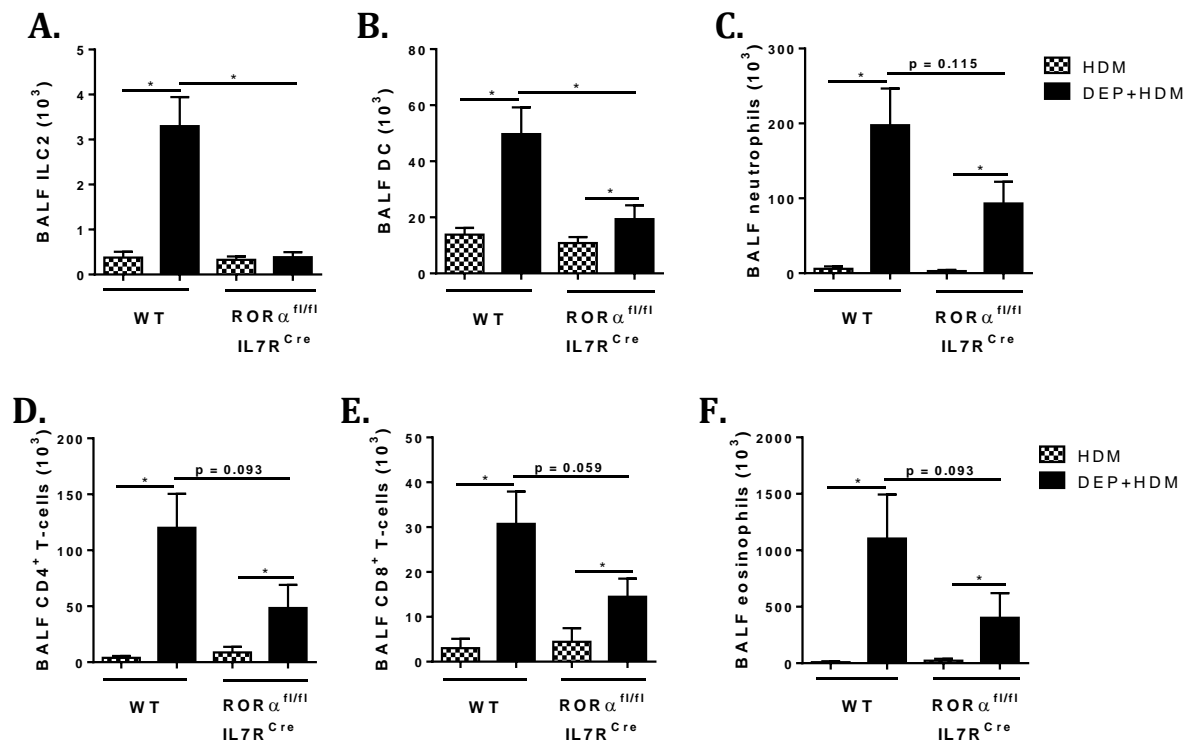 A.
BALF ILC2 (10³)
5
4
3
2
1
0
*
*
WT
RORα^fl/fl
IL7R^Cre
B.
BALF DC (10³)
80
60
40
20
0
*
*
*
WT
RORα^fl/fl
IL7R^Cre
C.
BALF neutrophils (10³)
300
200
100
0
*
p = 0.115
*
WT
RORα^fl/fl
IL7R^Cre
HDM
DEP+HDM
D.
BALF CD4⁺ T-cells (10³)
200
150
100
50
0
*
p = 0.093
*
WT
RORα^fl/fl
IL7R^Cre
E.
BALF CD8⁺ T-cells (10³)
50
40
30
20
10
0
*
p = 0.059
*
WT
RORα^fl/fl
IL7R^Cre
F.
BALF eosinophils (10³)
2000
1500
1000
500
0
*
p = 0.093
*
WT
RORα^fl/fl
IL7R^Cre
HDM
DEP+HDM